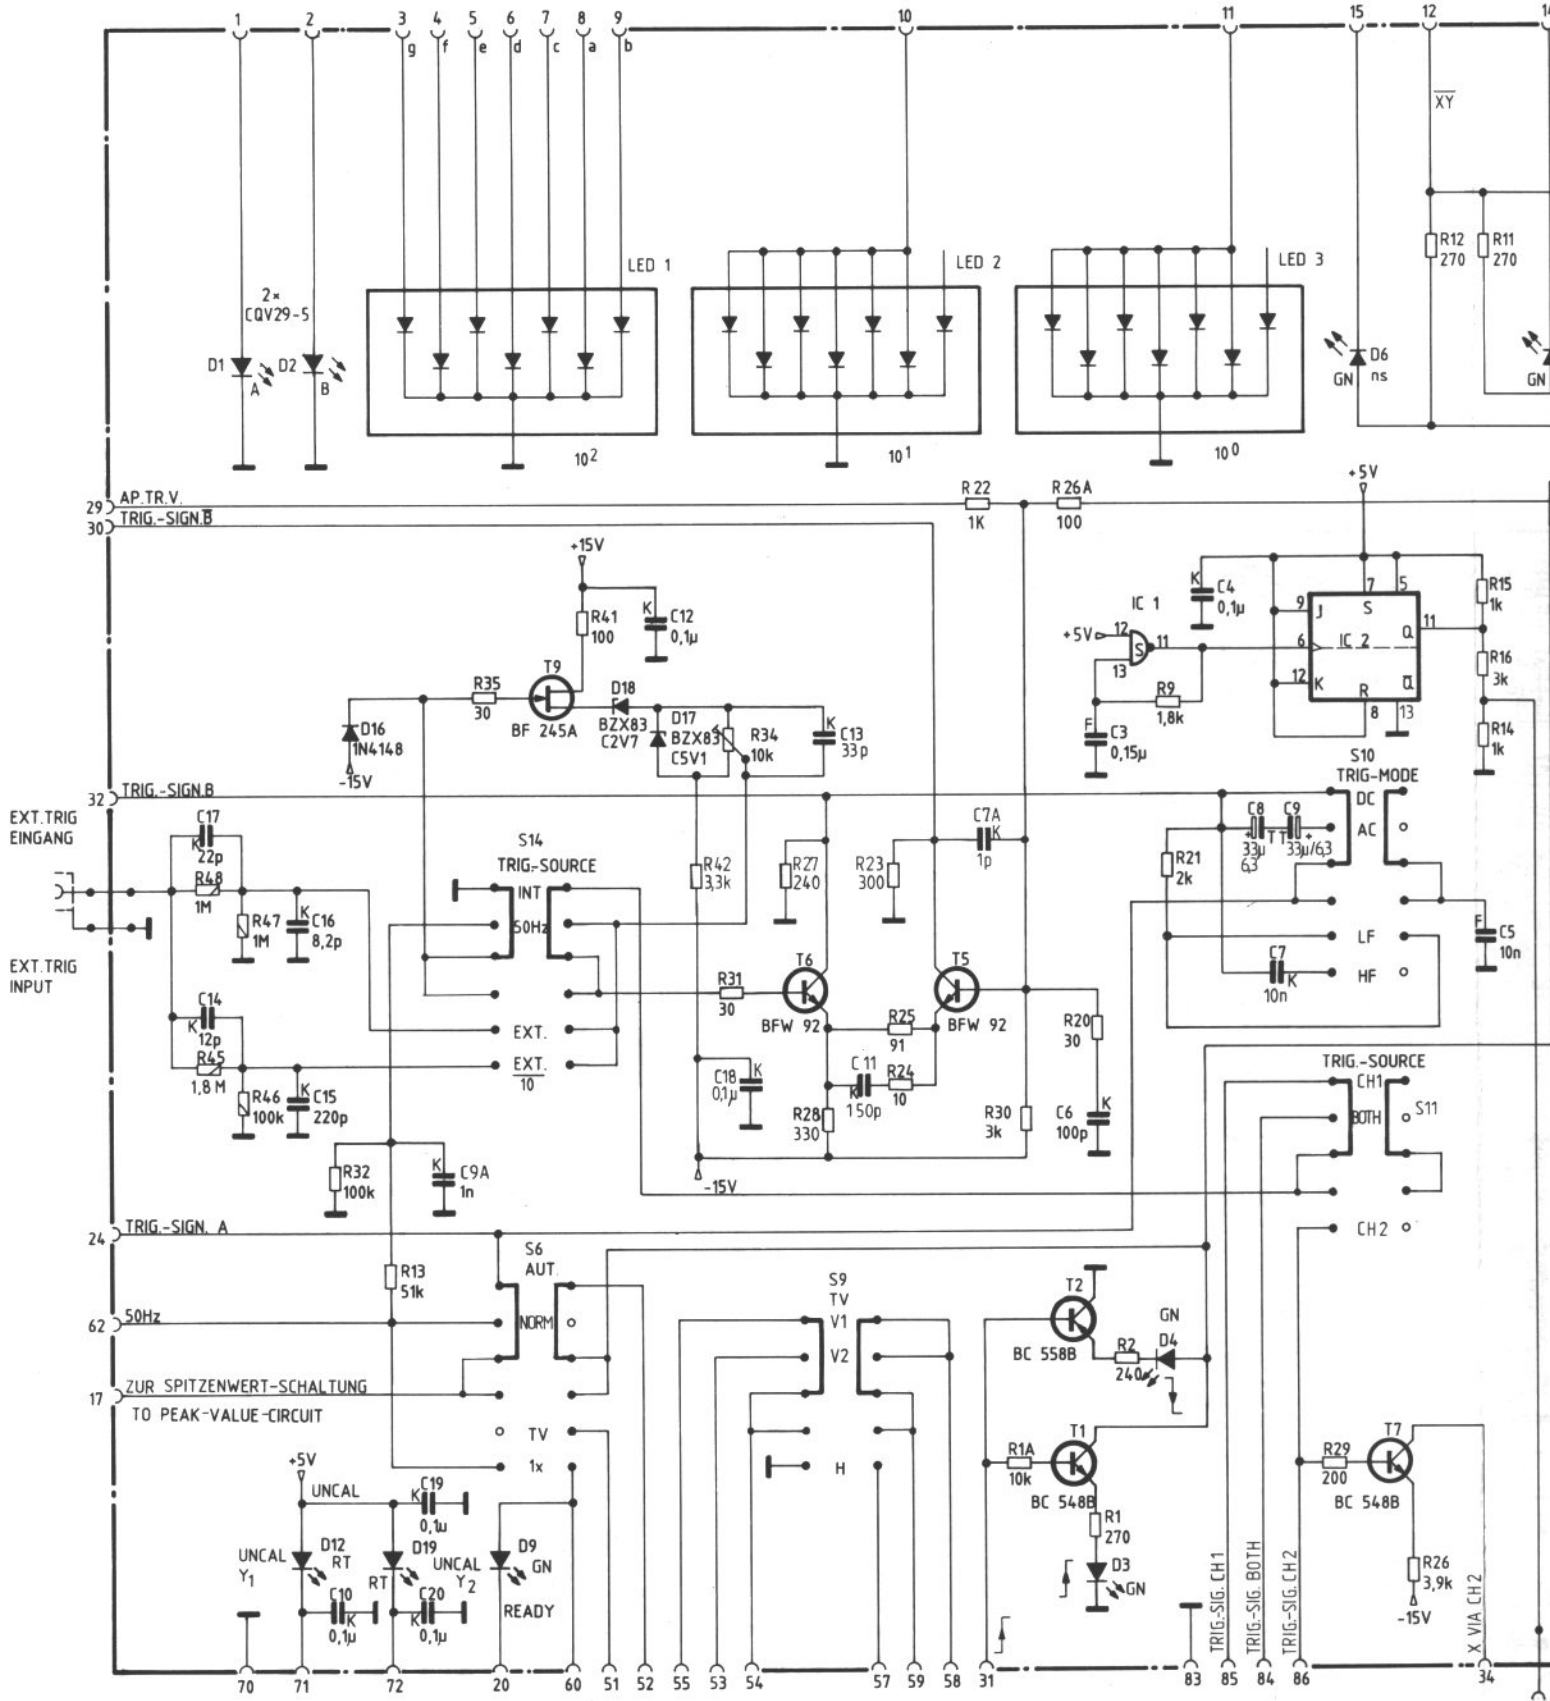 1 2 3 4 5 6 7 8 9 10 11 15 12 14
g f e d c a b
XY
LED 1
LED 2
LED 3
R12
270
R11
270
2×
CQV29-5
D1
A
D2
B
D6
ns
GN
GN
10²
10¹
10⁰
29 AP.TR.V.
30 TRIG.-SIGN.B
R 22
1K
R 26A
100
+5V
+15V
R41
100
K C12
0,1µ
T9
BF 245A
R35
30
D16
1N4148
-15V
D18
BZX83
C2V7
D17
BZX83
C5V1
R34
10k
K
C13
33p
IC 1
+5V
12
13
S
11
R9
1,8k
F
C3
0,15µ
K C4
0,1µ
7 5
S
9 J
6 IC 2
12 K
R
8
Q 11
Q
13
R15
1k
R16
3k
R14
1k
32 TRIG.-SIGN.B
EXT.TRIG
EINGANG
C17
K
22p
R48
1M
R47
1M
K
C16
8,2p
EXT.TRIG
INPUT
C14
K
12p
R45
1,8 M
R46
100k
K
C15
220p
S14
TRIG-SOURCE
INT
50Hz
EXT.
EXT.
10
R42
3,3k
R27
240
R23
300
C7A
K
1p
R31
30
T6
BFW 92
T5
BFW 92
R25
91
C 11
K
150p
R24
10
C18
0,1µ
K
R28
330
R30
3k
R20
30
C6
100p
K
-15V
S10
TRIG-MODE
DC
AC
LF
HF
C8
+
33µ
6,3
T T
C9
+
33µ/6,3
R21
2k
C7
K
10n
F
C5
10n
TRIG.-SOURCE
CH1
BOTH
S11
CH2
R32
100k
K
C9A
1n
24 TRIG.-SIGN. A
R13
51k
S6
AUT.
NORM
TV
1x
62 50Hz
17 ZUR SPITZENWERT-SCHALTUNG
TO PEAK-VALUE-CIRCUIT
S9
TV
V1
V2
H
T2
BC 558B
GN
D4
R2
240
T1
BC 548B
R1A
10k
R1
270
D3
GN
T7
BC 548B
R29
200
R26
3,9k
-15V
+5V
UNCAL
C19
K
0,1µ
UNCAL
Y1
D12
RT
D19
RT
UNCAL
Y2
C10
K
0,1µ
C20
K
0,1µ
D9
GN
READY
TRIG.-SIG. CH1
TRIG.-SIG. BOTH
TRIG.-SIG. CH2
X VIA CH2
70 71 72 20 60 51 52 55 53 54 57 59 58 31 83 85 84 86 34